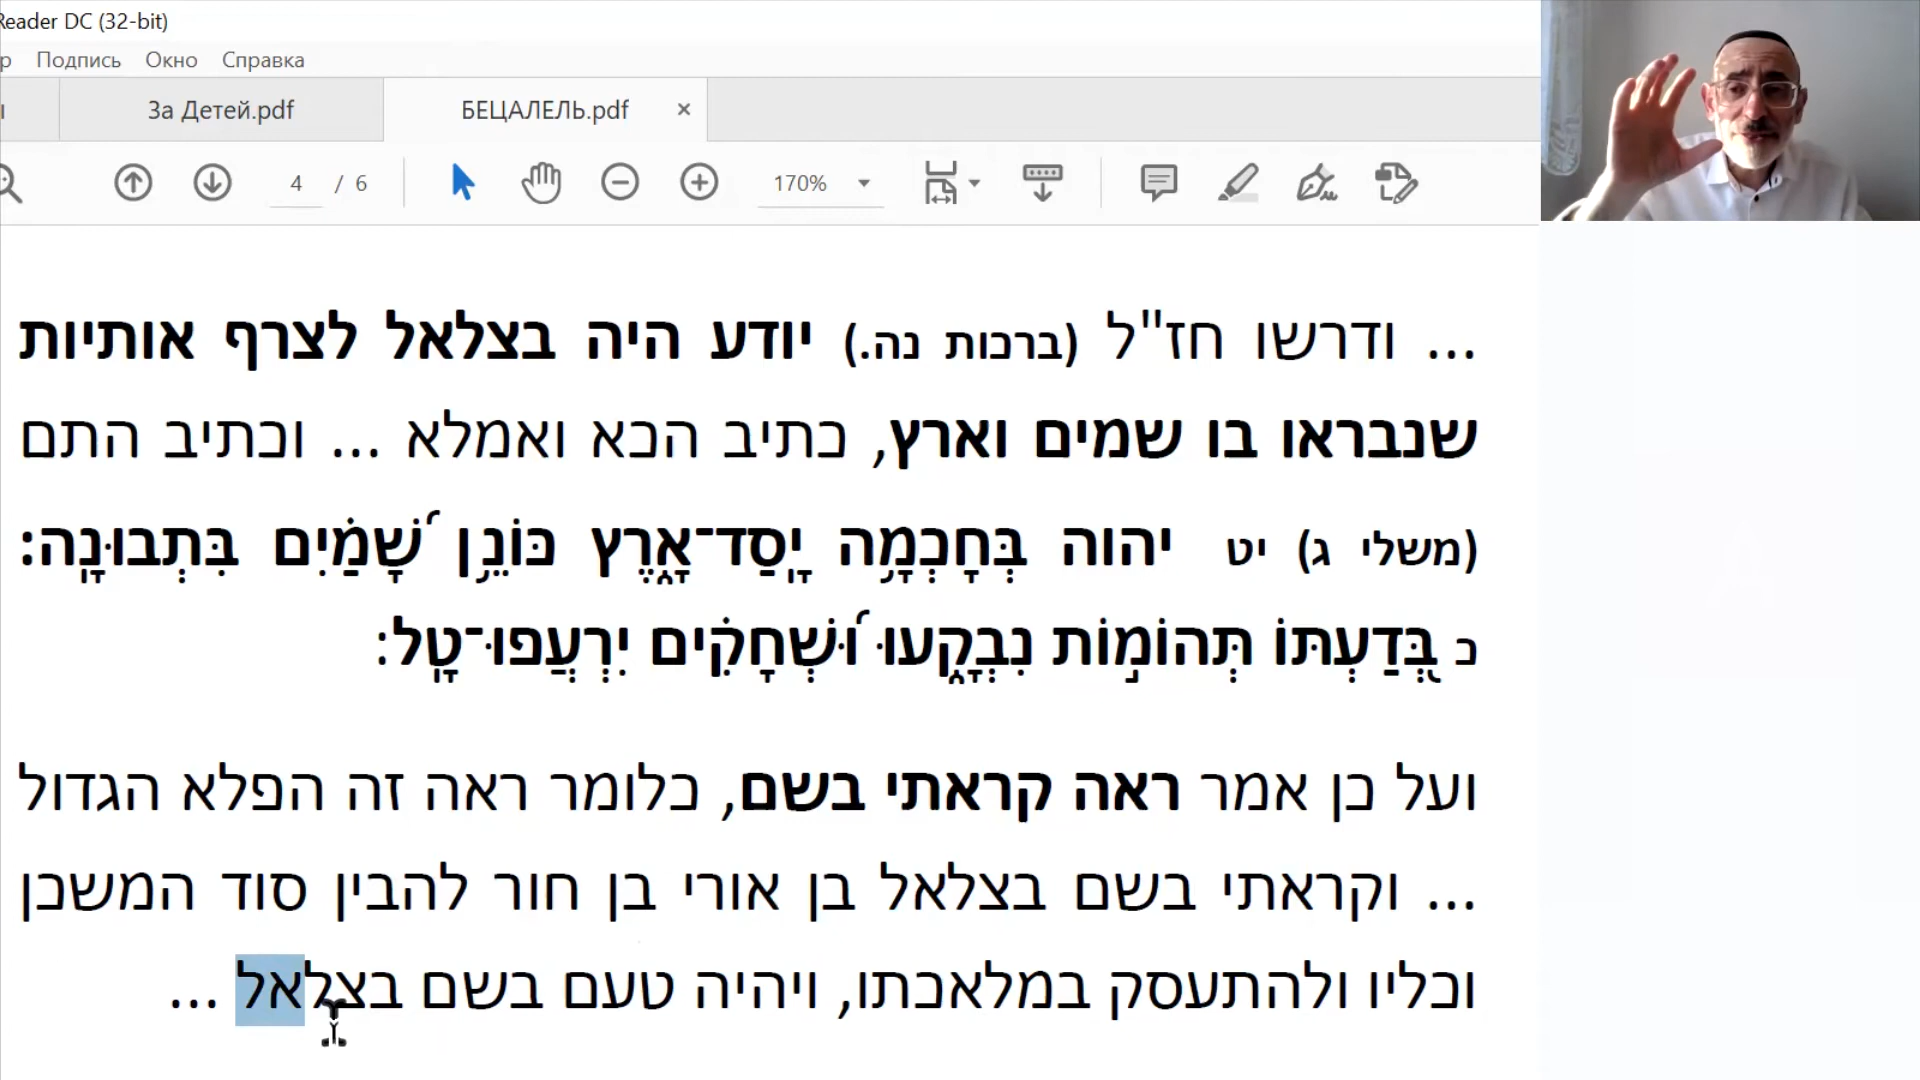 Reader DC (32-bit)
р Подпись Окно Справка
ы За Детей.pdf БЕЦАЛЕЛЬ.pdf
4 / 6 170%
... ודרשו חז"ל (ברכות נה.) יודע היה בצלאל לצרף אותיות
שנבראו בו שמים וארץ, כתיב הכא ואמלא ... וכתיב התם
(משלי ג) יט יהוה בְּחָכְמָ֥ה יָֽסַד־אָ֑רֶץ כּוֹנֵ֥ן שָׁ֝מַ֗יִם בִּתְבוּנָֽה:
כ בְּ֭דַעְתּוֹ תְּהוֹמ֣וֹת נִבְקָ֑עוּ וּ֝שְׁחָקִ֗ים יִרְעֲפוּ־טָֽל:
ועל כן אמר ראה קראתי בשם, כלומר ראה זה הפלא הגדול
... וקראתי בשם בצלאל בן אורי בן חור להבין סוד המשכן
וכליו ולהתעסק במלאכתו, ויהיה טעם בשם בצלאל ...